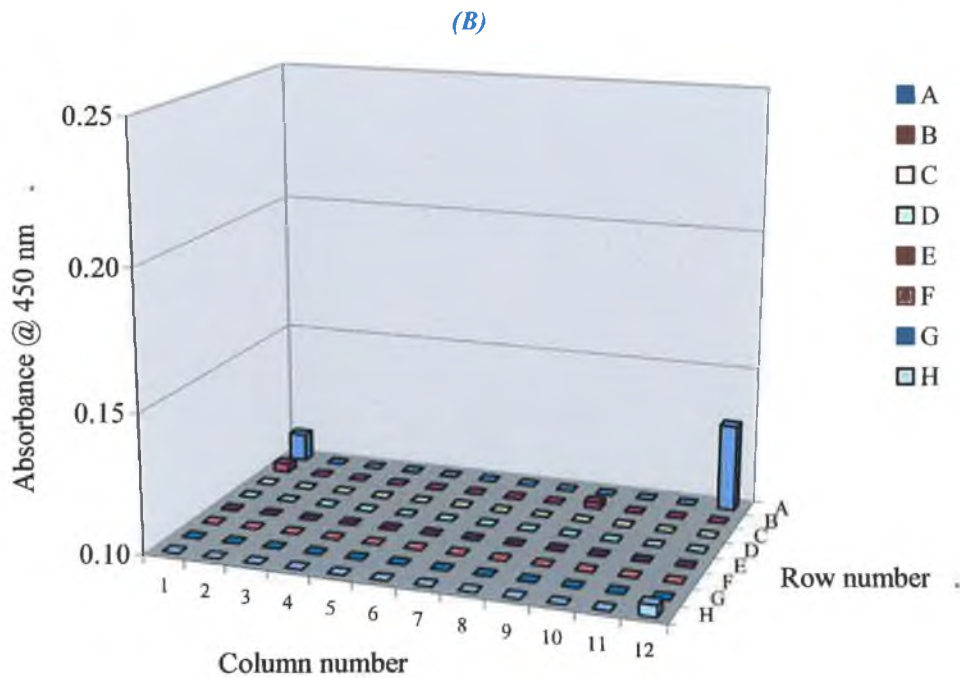 (B)
0.25
0.20
0.15
0.10
Absorbance @ 450 nm .
1 2 3 4 5 6 7 8 9 10 11 12
Column number
A
B
C
D
E
F
G
H
Row number .
A
B
C
D
E
F
G
H